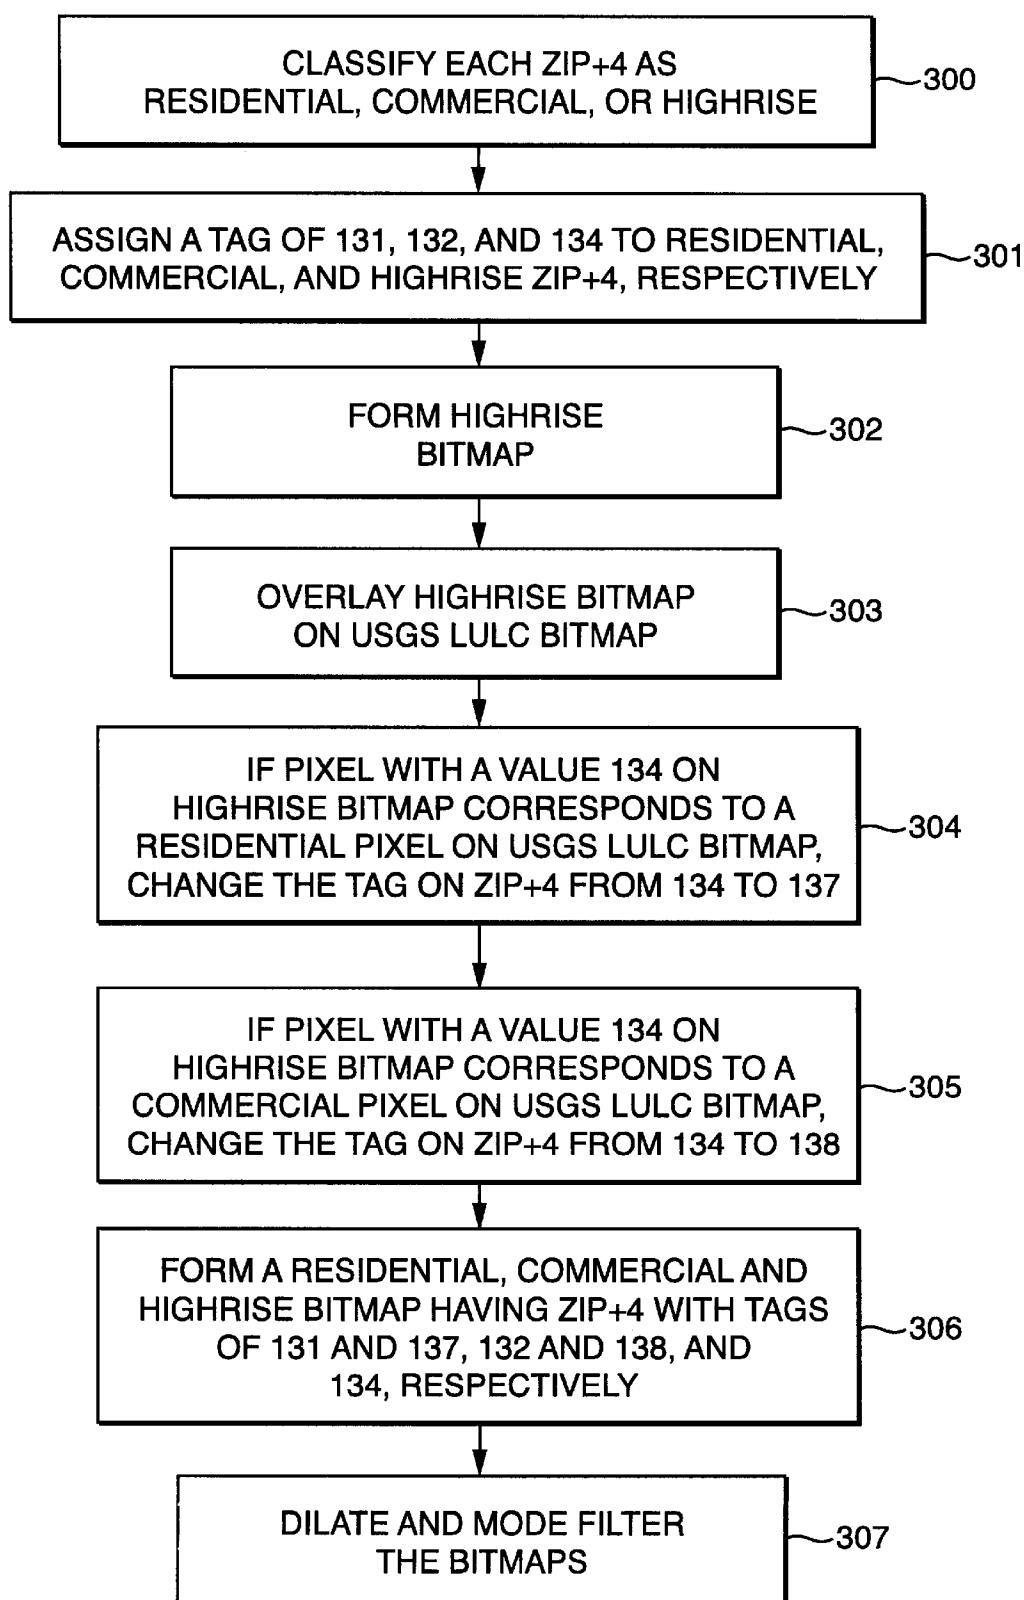 CLASSIFY EACH ZIP+4 AS
RESIDENTIAL, COMMERCIAL, OR HIGHRISE
300
ASSIGN A TAG OF 131, 132, AND 134 TO RESIDENTIAL,
COMMERCIAL, AND HIGHRISE ZIP+4, RESPECTIVELY
301
FORM HIGHRISE
BITMAP
302
OVERLAY HIGHRISE BITMAP
ON USGS LULC BITMAP
303
IF PIXEL WITH A VALUE 134 ON
HIGHRISE BITMAP CORRESPONDS TO A
RESIDENTIAL PIXEL ON USGS LULC BITMAP,
CHANGE THE TAG ON ZIP+4 FROM 134 TO 137
304
IF PIXEL WITH A VALUE 134 ON
HIGHRISE BITMAP CORRESPONDS TO A
COMMERCIAL PIXEL ON USGS LULC BITMAP,
CHANGE THE TAG ON ZIP+4 FROM 134 TO 138
305
FORM A RESIDENTIAL, COMMERCIAL AND
HIGHRISE BITMAP HAVING ZIP+4 WITH TAGS
OF 131 AND 137, 132 AND 138, AND
134, RESPECTIVELY
306
DILATE AND MODE FILTER
THE BITMAPS
307